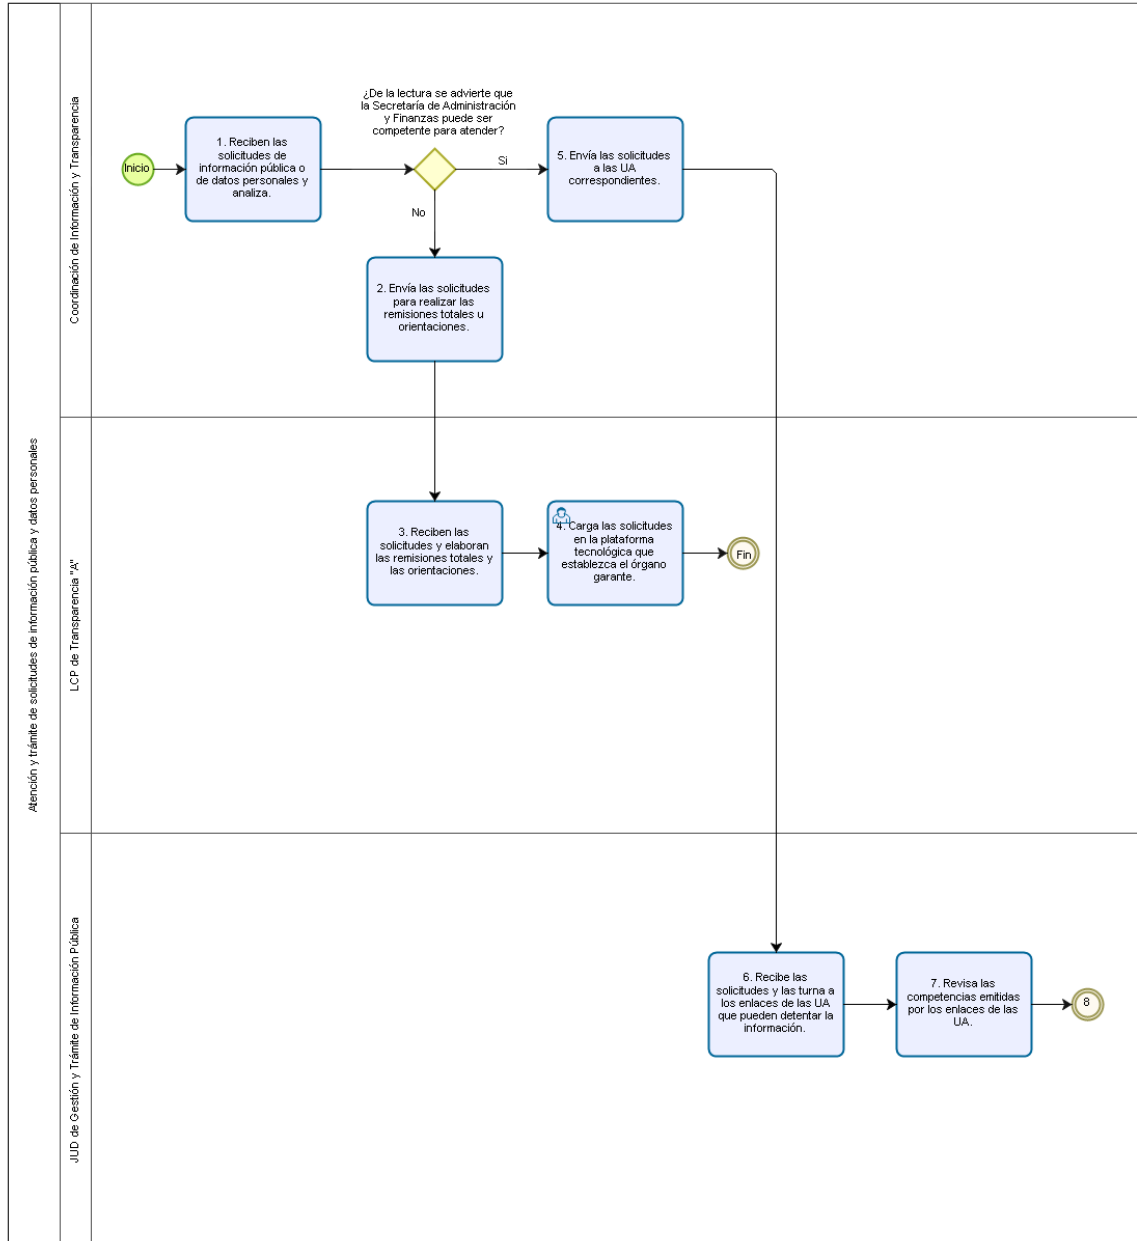 Atención y trámite de solicitudes de información pública y datos personales
Coordinación de Información y Transparencia
Inicio
1. Reciben las
solicitudes de
información pública o
de datos personales y
analiza.
¿De la lectura se advierte que
la Secretaría de Administración
y Finanzas puede ser
competente para atender?
Si
No
5. Envía las solicitudes
a las UA
correspondientes.
2. Envía las solicitudes
para realizar las
remisiones totales u
orientaciones.
LCP de Transparencia "A"
3. Reciben las
solicitudes y elaboran
las remisiones totales y
las orientaciones.
4. Carga las solicitudes
en la plataforma
tecnológica que
establezca el órgano
garante.
Fin
JUD de Gestión y Trámite de Información Pública
6. Recibe las
solicitudes y las turna a
los enlaces de las UA
que pueden detentar la
información.
7. Revisa las
competencias emitidas
por los enlaces de las
UA.
8